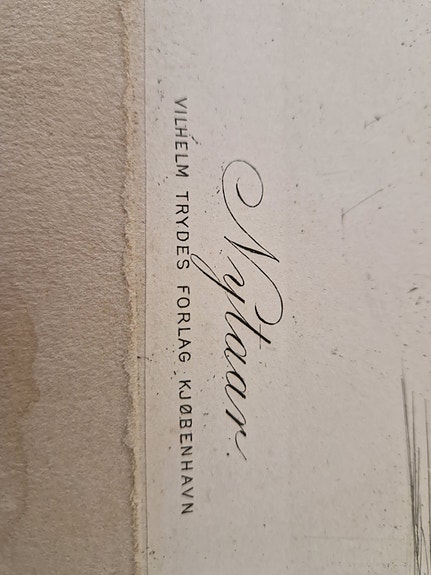 Nytaar.
VILHELM TRYDES FORLAG KJØBENHAVN